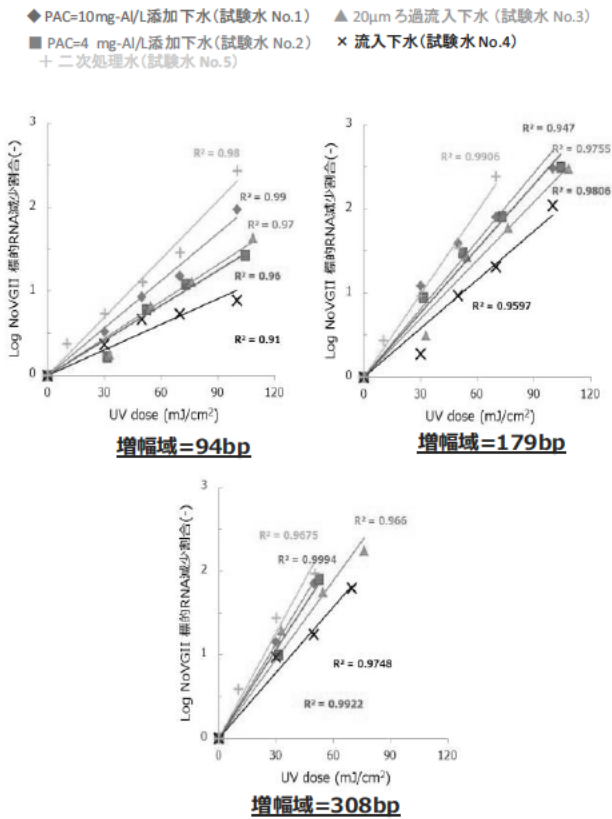 ◆ PAC=10mg-Al/L添加下水(試験水 No.1) ▲ 20μmろ過流入下水 (試験水 No.3)
■ PAC=4 mg-Al/L添加下水(試験水 No.2) × 流入下水(試験水 No.4)
+ 二次処理水(試験水 No.5)
Log NoVGII 標的RNA減少割合(-)
3
2
1
0
R² = 0.98
R² = 0.99
R² = 0.97
R² = 0.96
R² = 0.91
0 30 60 90 120
UV dose (mJ/cm²)
増幅域=94bp
Log NoVGII 標的RNA減少割合(-)
3
2
1
0
R² = 0.947
R² = 0.9755
R² = 0.9906
R² = 0.9806
R² = 0.9597
0 30 60 90 120
UV dose (mJ/cm²)
増幅域=179bp
Log NoVGII 標的RNA減少割合(-)
3
2
1
0
R² = 0.966
R² = 0.9675
R² = 0.9994
R² = 0.9748
R² = 0.9922
0 30 60 90 120
UV dose (mJ/cm²)
増幅域=308bp